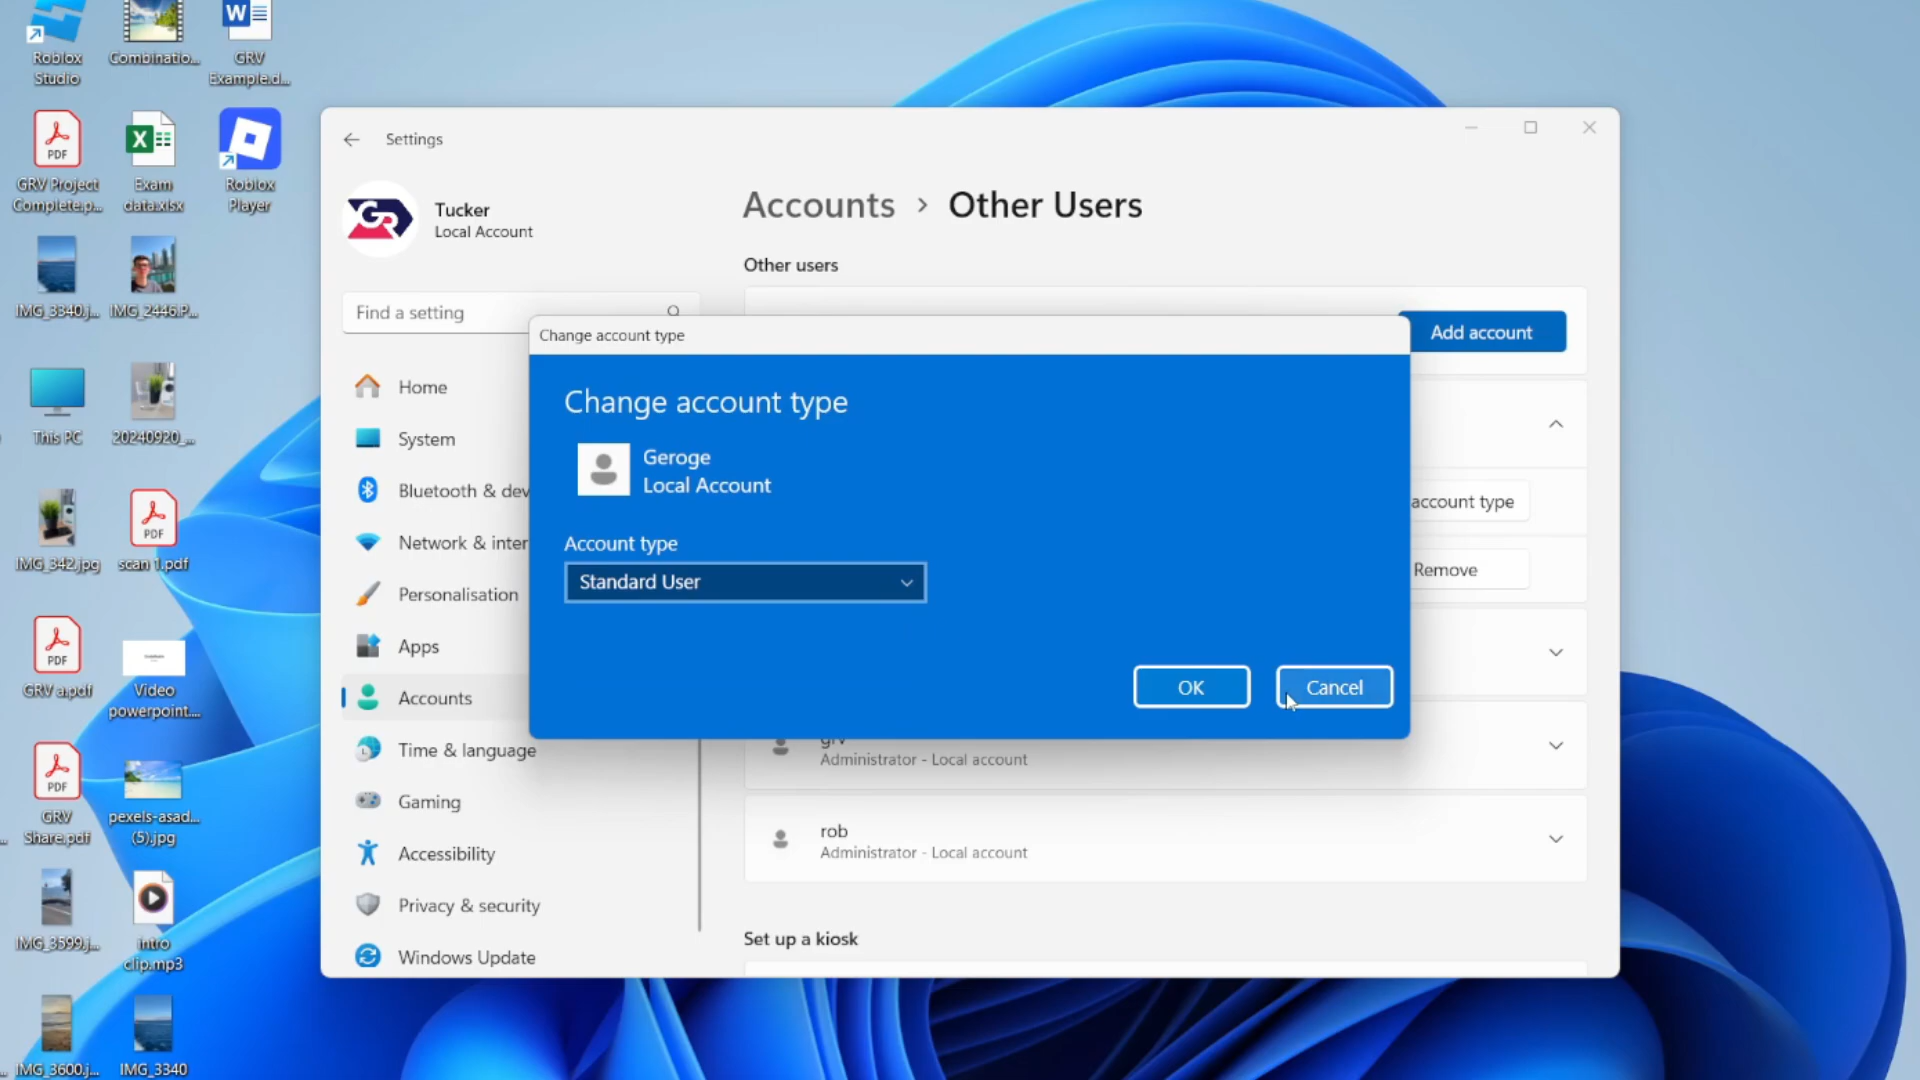 Roblox
Studio
Combinatio...
GRV
Example.d...
PDF
GRV Project
Complete.p...
Exam
data.xlsx
Roblox
Player
IMG_3340.j...
IMG_2446.P...
This PC
20240920_...
IMG_342.jpg
PDF
scan 1.pdf
PDF
GRV a.pdf
Video
powerpoint....
PDF
GRV
Share.pdf
pexels-asad...
(5).jpg
IMG_3599.j...
intro
clip.mp3
IMG_3600.j...
IMG_3340
Settings
GR
Tucker
Local Account
Find a setting
Home
System
Bluetooth & dev
Network & inter
Personalisation
Apps
Accounts
Time & language
Gaming
Accessibility
Privacy & security
Windows Update
Accounts > Other Users
Other users
Add account
account type
Remove
Change account type
Change account type
Geroge
Local Account
Account type
Standard User
OK
Cancel
grv
Administrator - Local account
rob
Administrator - Local account
Set up a kiosk